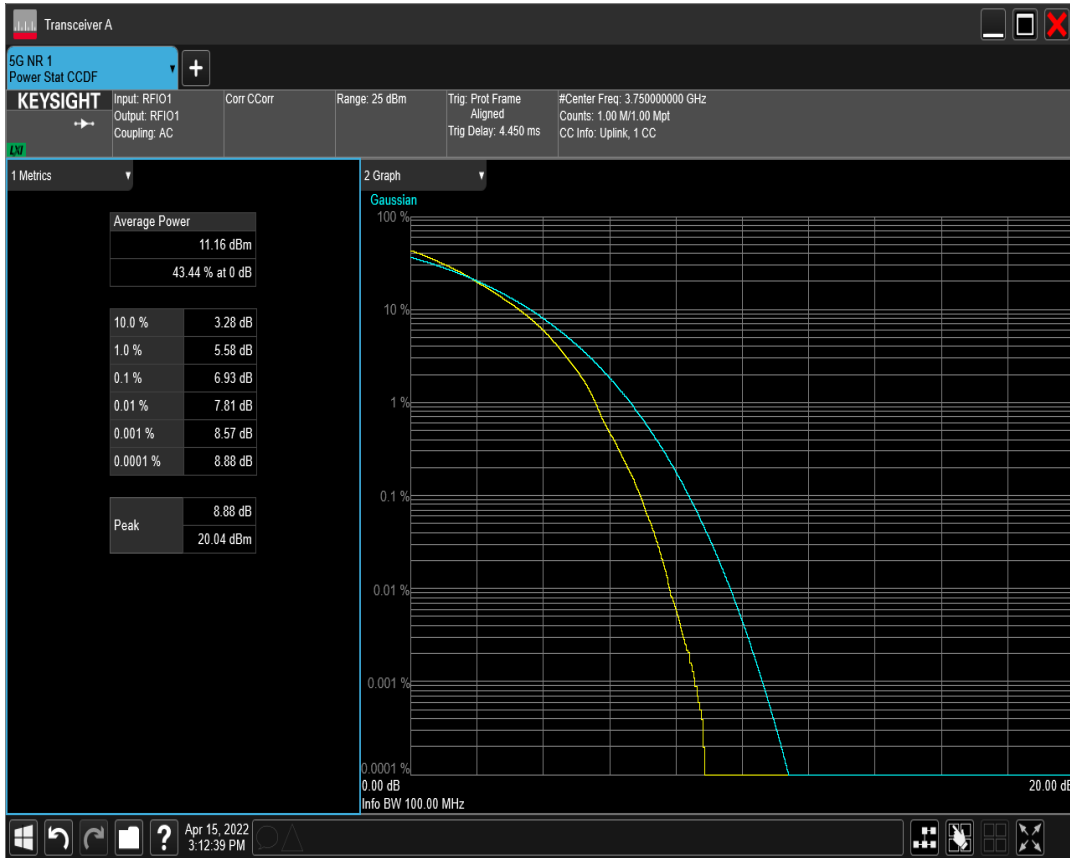 Transceiver A
5G NR 1
Power Stat CCDF
KEYSIGHT
LXI
Input: RFIO1
Output: RFIO1
Coupling: AC
Corr CCorr
Range: 25 dBm
Trig: Prot Frame
Aligned
Trig Delay: 4.450 ms
#Center Freq: 3.750000000 GHz
Counts: 1.00 M/1.00 Mpt
CC Info: Uplink, 1 CC
1 Metrics
Average Power
11.16 dBm
43.44 % at 0 dB
10.0 % 3.28 dB
1.0 % 5.58 dB
0.1 % 6.93 dB
0.01 % 7.81 dB
0.001 % 8.57 dB
0.0001 % 8.88 dB
Peak
8.88 dB
20.04 dBm
2 Graph
Gaussian
100 %
10 %
1 %
0.1 %
0.01 %
0.001 %
0.0001 %
0.00 dB
20.00 dB
Info BW 100.00 MHz
?
Apr 15, 2022
3:12:39 PM